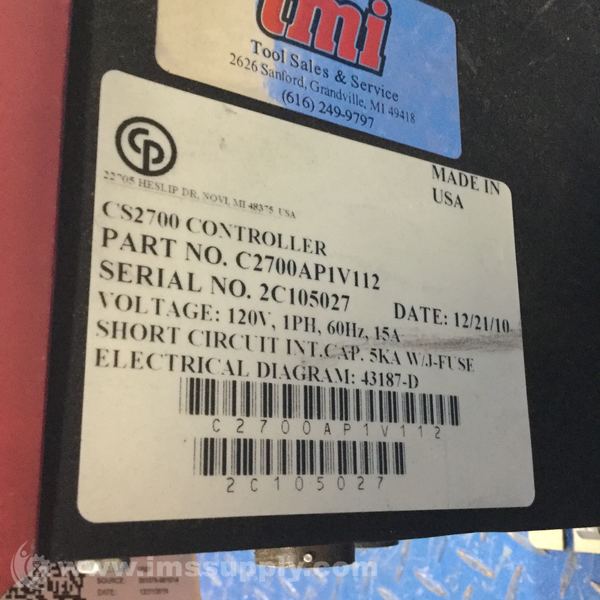 tmi
Tool Sales & Service
2626 Sanford, Grandville, MI 49418
(616) 249-9797
CP
22705 HESLIP DR, NOVI, MI 48375 USA
MADE IN
USA
CS2700 CONTROLLER
PART NO. C2700AP1V112
SERIAL NO. 2C105027
DATE: 12/21/10
VOLTAGE: 120V, 1PH, 60Hz, 15A
SHORT CIRCUIT INT.CAP. 5KA W/J-FUSE
ELECTRICAL DIAGRAM: 43187-D
C2700AP1V112
2C105027
www.imssupply.com
SOURCE:
DATE: